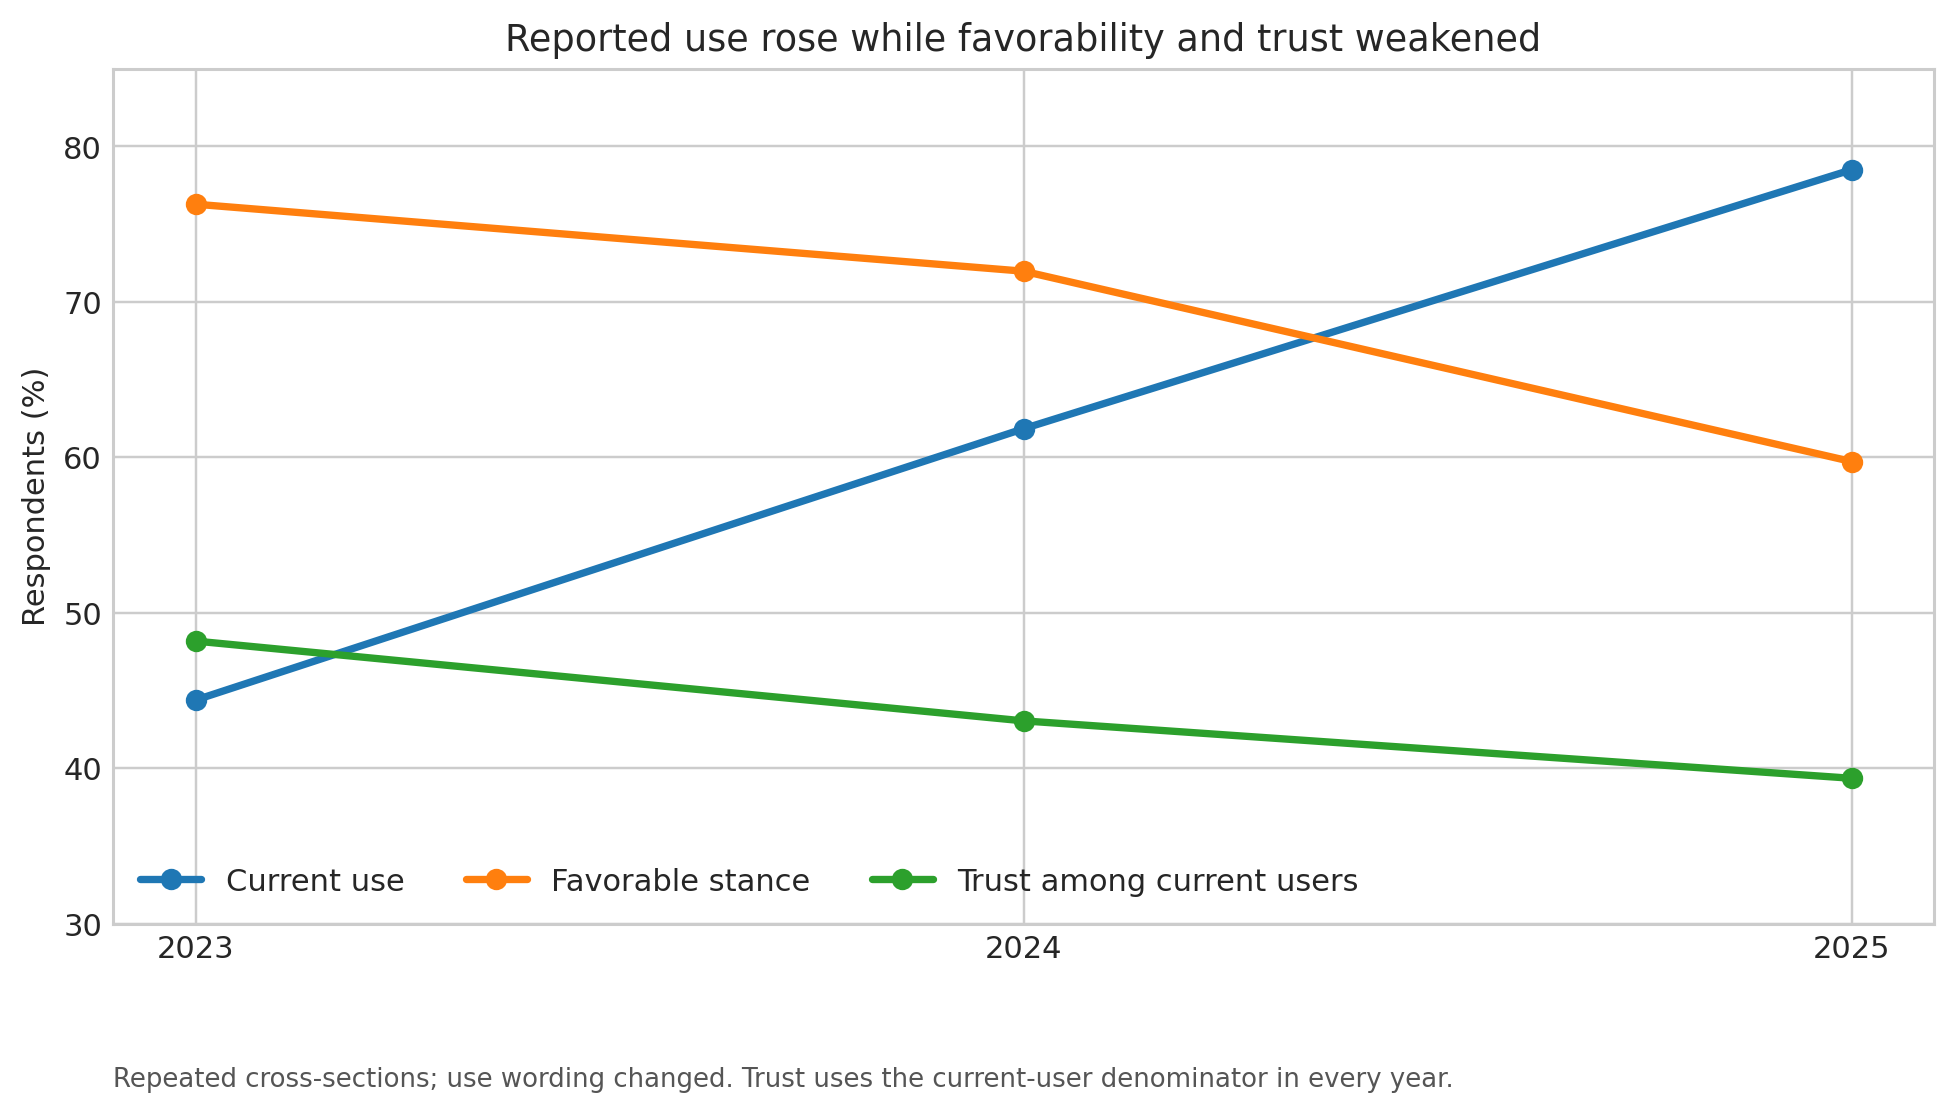 Reported use rose while favorability and trust weakened
Respondents (%)
80
70
60
50
40
30
Current use
Favorable stance
Trust among current users
2023
2024
2025
Repeated cross-sections; use wording changed. Trust uses the current-user denominator in every year.